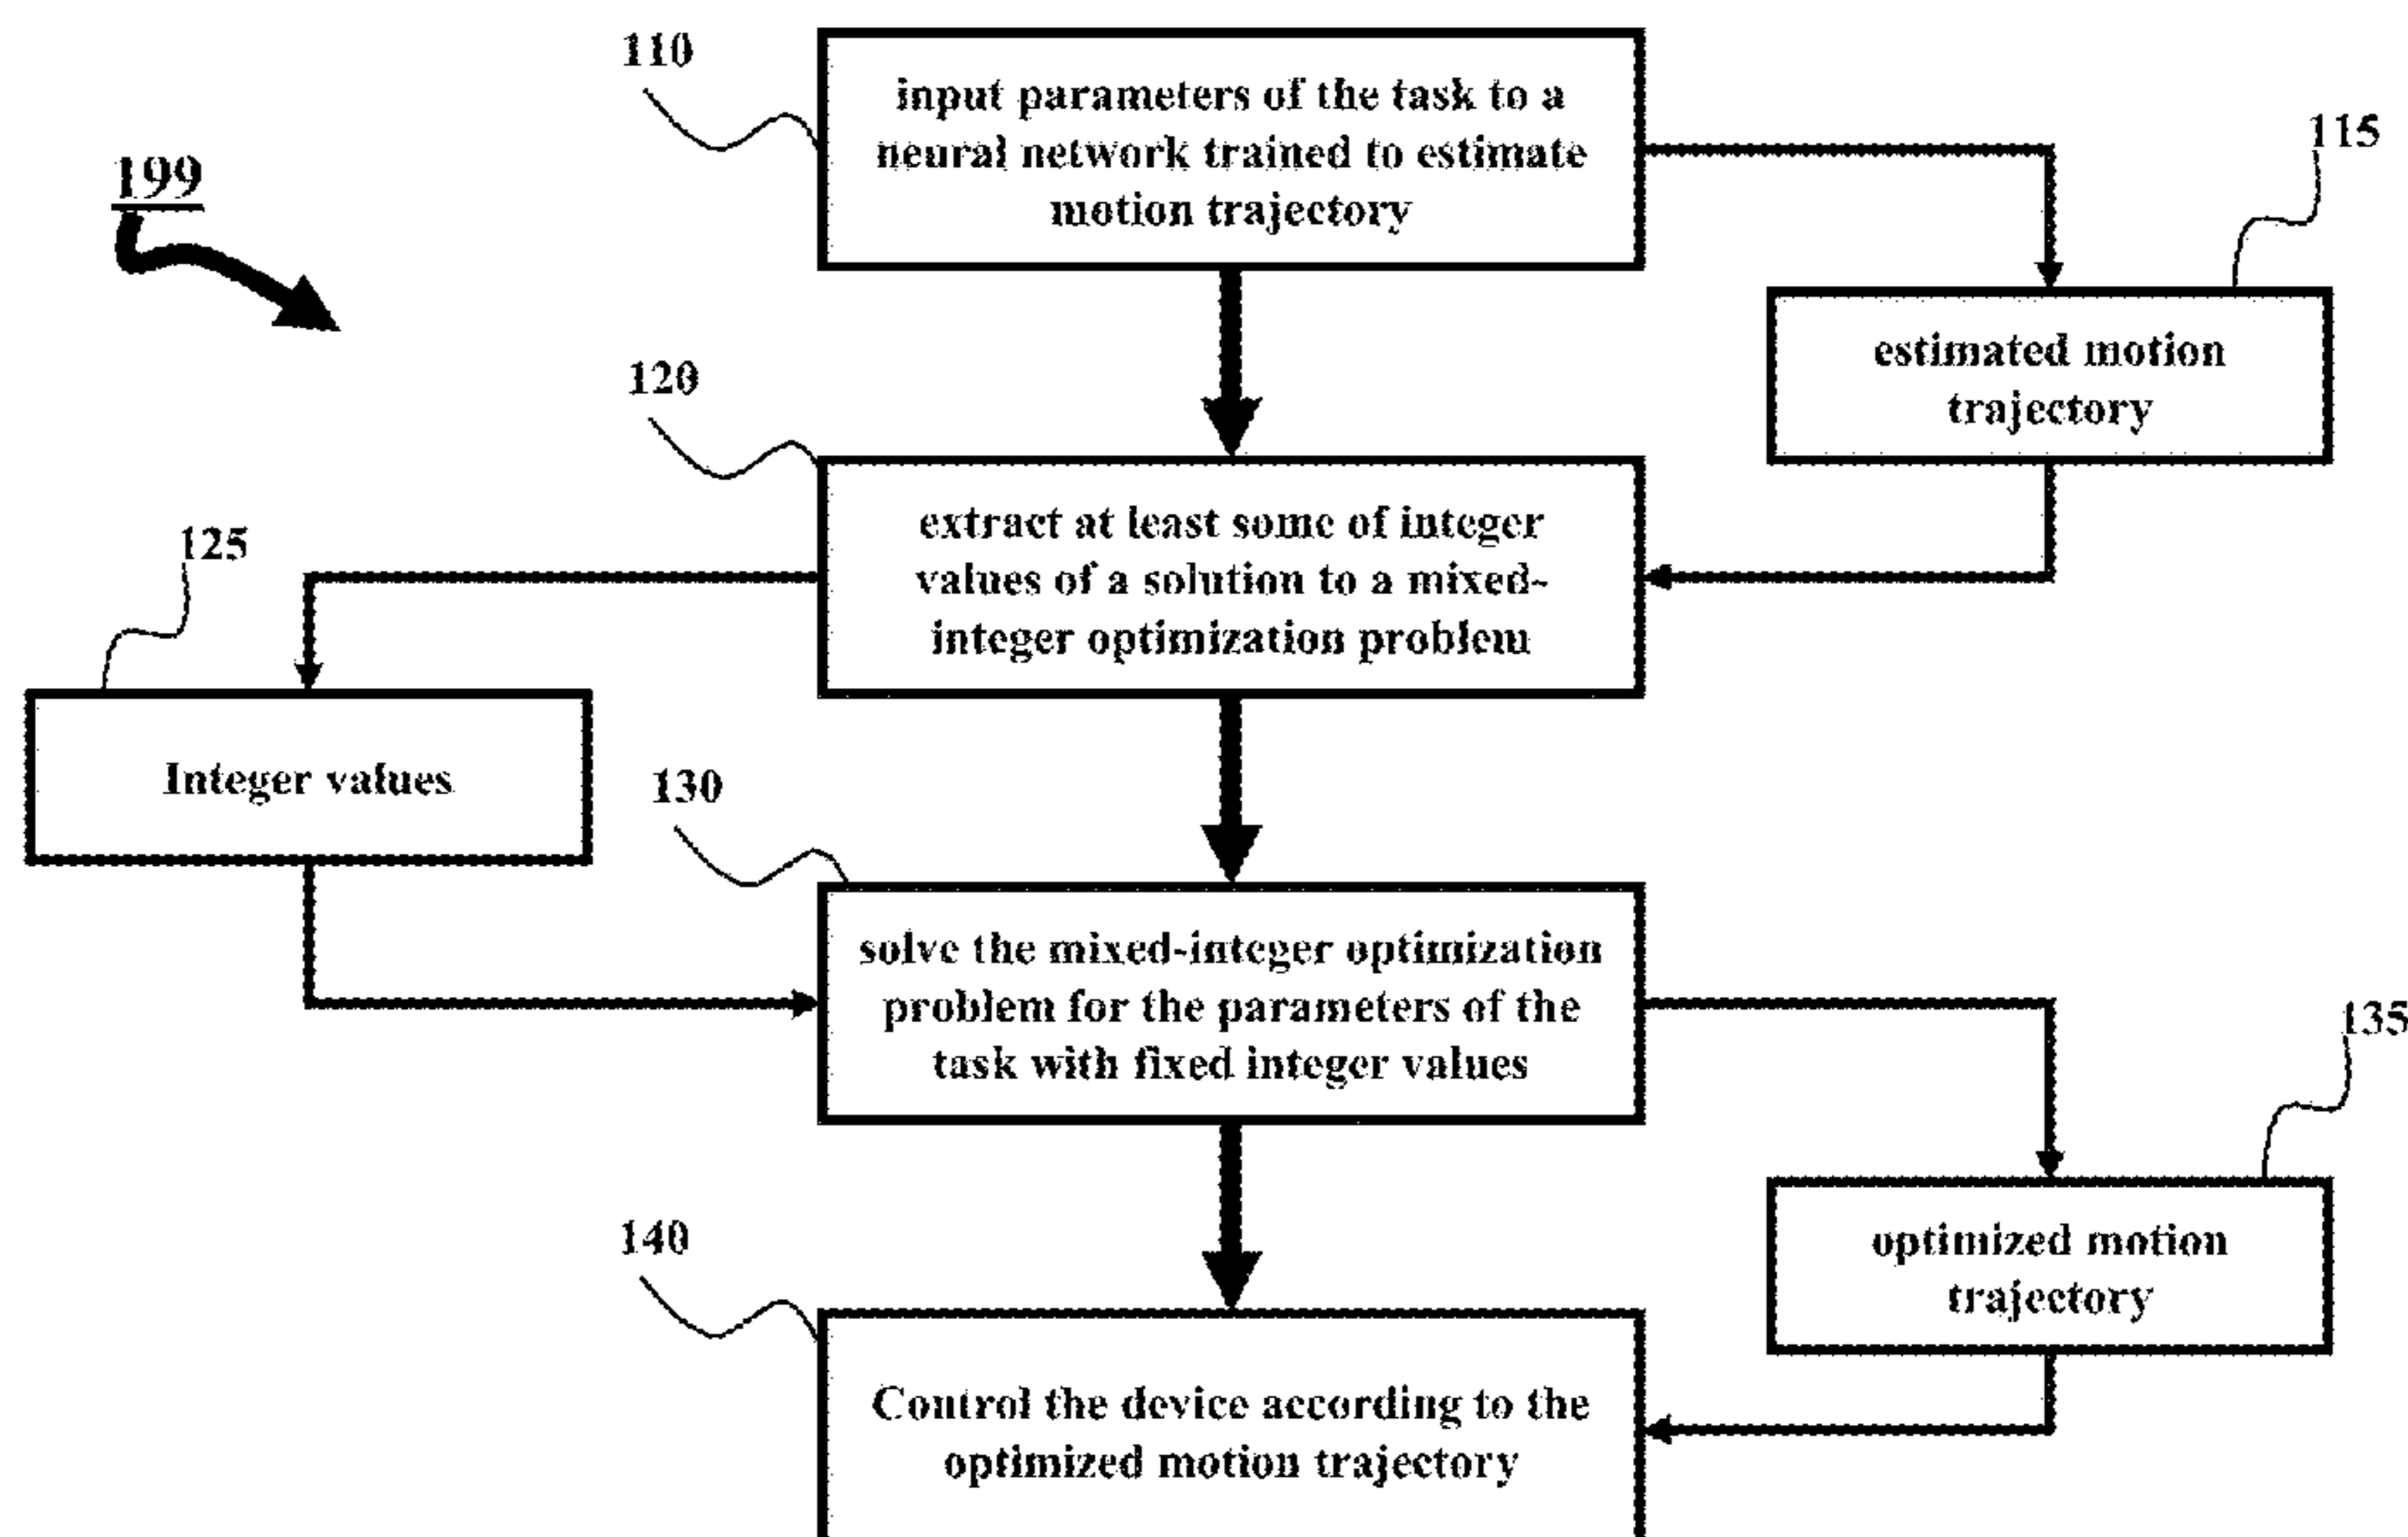 110
input parameters of the task to a
neural network trained to estimate
motion trajectory
115
199
estimated motion
trajectory
120
extract at least some of integer
values of a solution to a mixed-
integer optimization problem
125
Integer values
130
solve the mixed-integer optimization
problem for the parameters of the
task with fixed integer values
135
optimized motion
trajectory
140
Control the device according to the
optimized motion trajectory